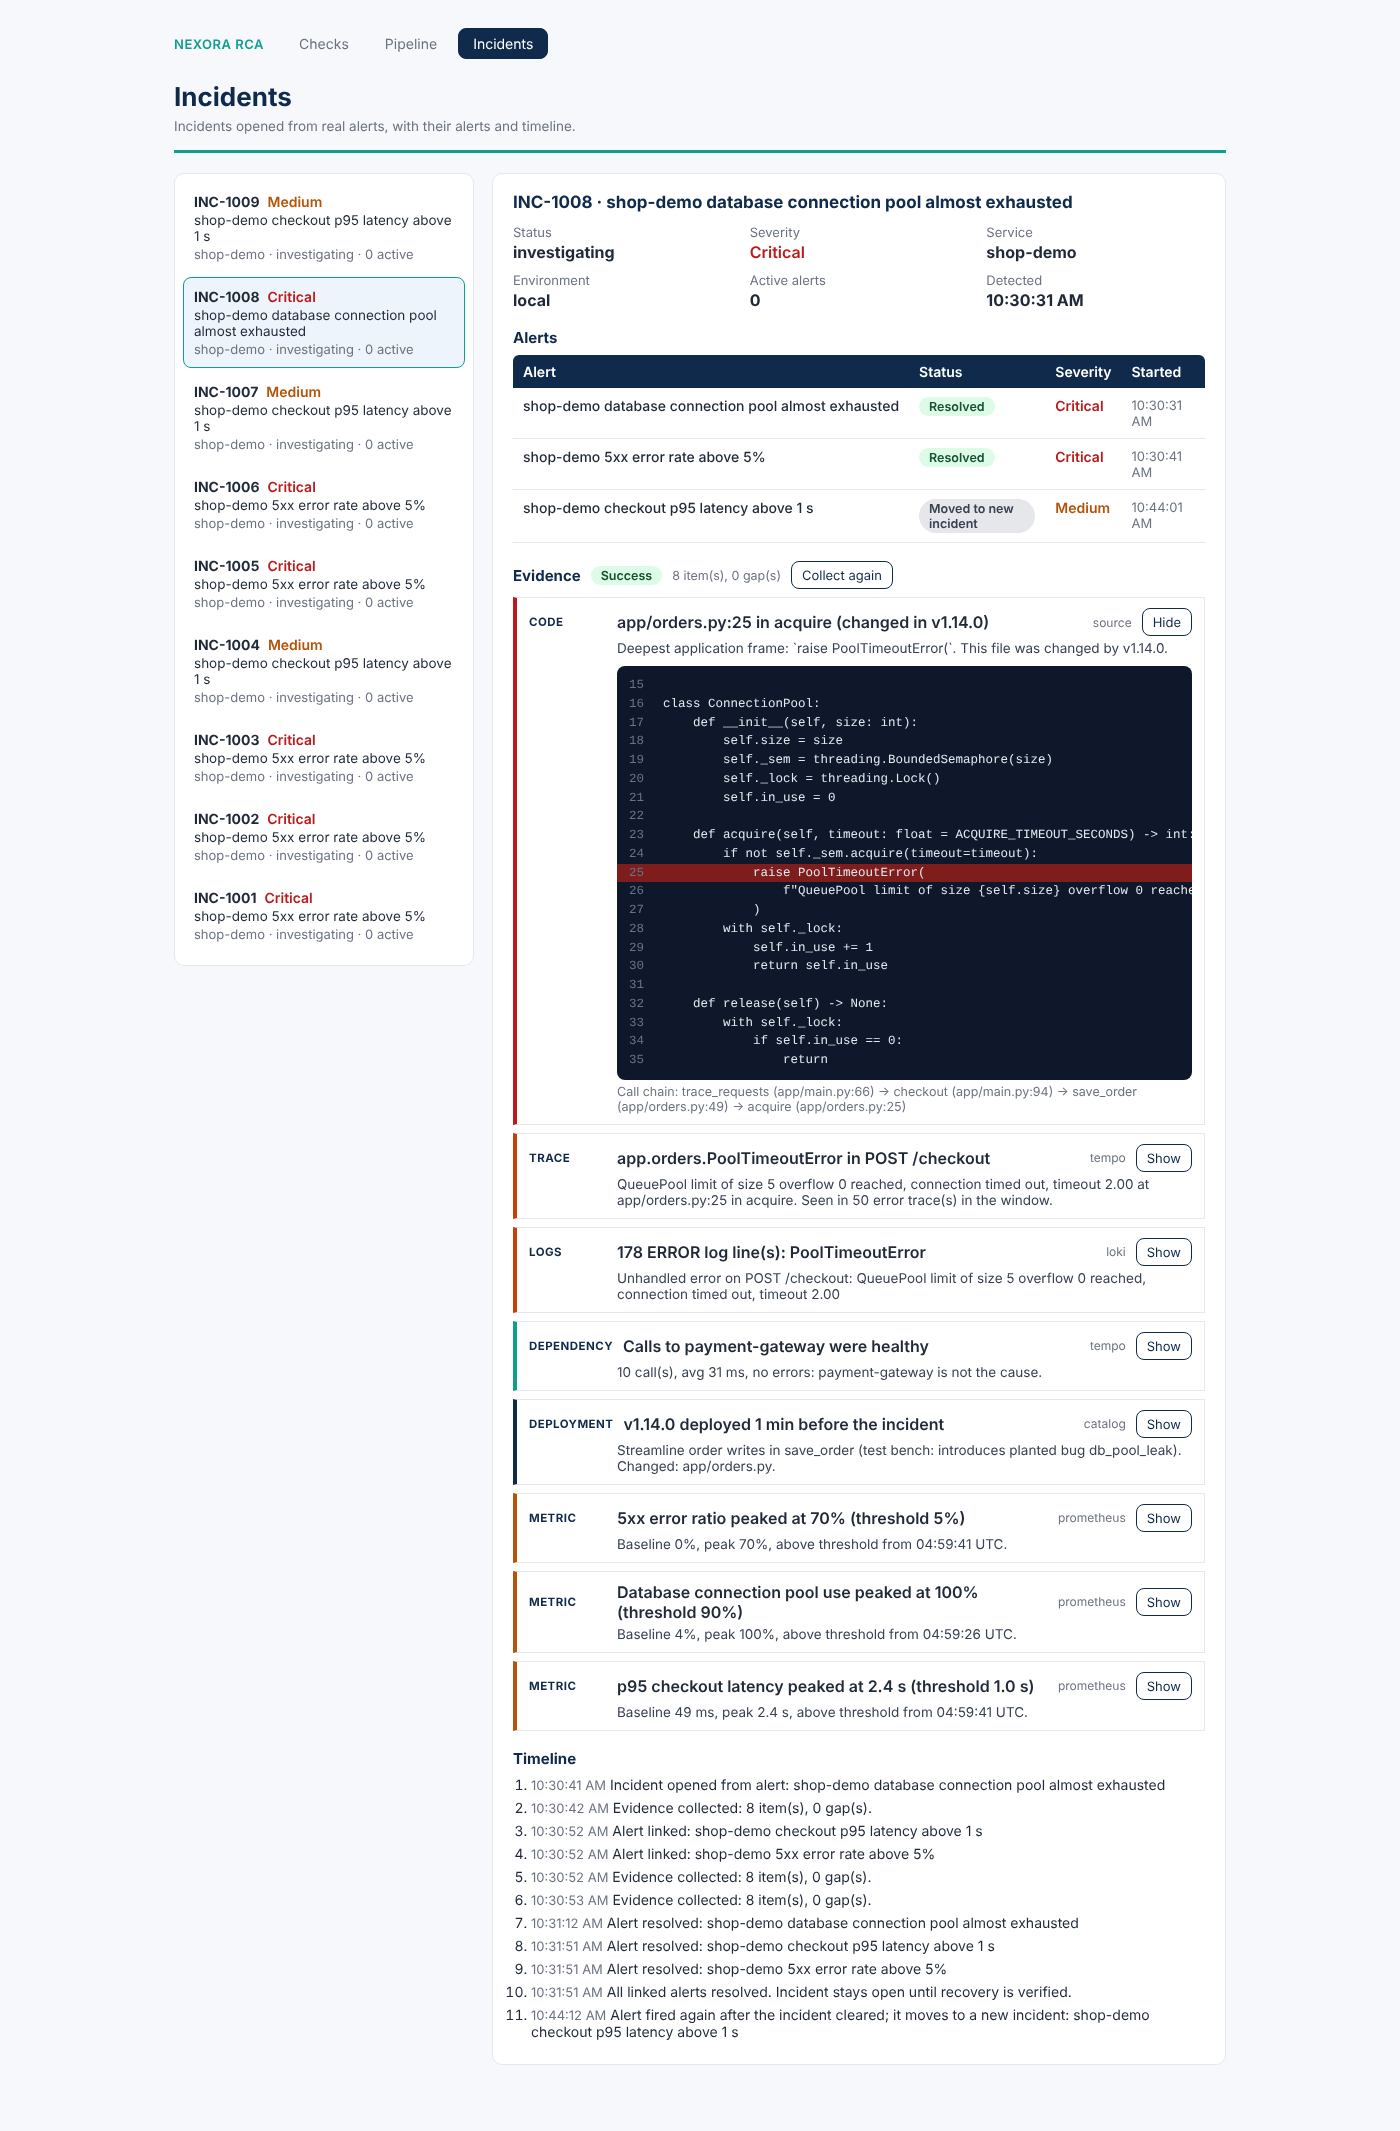 NEXORA RCA Checks Pipeline Incidents
Incidents
Incidents opened from real alerts, with their alerts and timeline.
INC-1009 Medium
shop-demo checkout p95 latency above
1 s
shop-demo · investigating · 0 active
INC-1008 Critical
shop-demo database connection pool
almost exhausted
shop-demo · investigating · 0 active
INC-1007 Medium
shop-demo checkout p95 latency above
1 s
shop-demo · investigating · 0 active
INC-1006 Critical
shop-demo 5xx error rate above 5%
shop-demo · investigating · 0 active
INC-1005 Critical
shop-demo 5xx error rate above 5%
shop-demo · investigating · 0 active
INC-1004 Medium
shop-demo checkout p95 latency above
1 s
shop-demo · investigating · 0 active
INC-1003 Critical
shop-demo 5xx error rate above 5%
shop-demo · investigating · 0 active
INC-1002 Critical
shop-demo 5xx error rate above 5%
shop-demo · investigating · 0 active
INC-1001 Critical
shop-demo 5xx error rate above 5%
shop-demo · investigating · 0 active
INC-1008 · shop-demo database connection pool almost exhausted
Status Severity Service
investigating Critical shop-demo
Environment Active alerts Detected
local 0 10:30:31 AM
Alerts
Alert Status Severity Started
shop-demo database connection pool almost exhausted Resolved Critical 10:30:31
AM
shop-demo 5xx error rate above 5% Resolved Critical 10:30:41
AM
shop-demo checkout p95 latency above 1 s Moved to new Medium 10:44:01
incident AM
Evidence Success 8 item(s), 0 gap(s) Collect again
CODE app/orders.py:25 in acquire (changed in v1.14.0) source Hide
Deepest application frame: `raise PoolTimeoutError(`. This file was changed by v1.14.0.
15
16 class ConnectionPool:
17     def __init__(self, size: int):
18         self.size = size
19         self._sem = threading.BoundedSemaphore(size)
20         self._lock = threading.Lock()
21         self.in_use = 0
22
23     def acquire(self, timeout: float = ACQUIRE_TIMEOUT_SECONDS) -> int:
24         if not self._sem.acquire(timeout=timeout):
25             raise PoolTimeoutError(
26                 f"QueuePool limit of size {self.size} overflow 0 reache
27             )
28         with self._lock:
29             self.in_use += 1
30             return self.in_use
31
32     def release(self) -> None:
33         with self._lock:
34             if self.in_use == 0:
35                 return
Call chain: trace_requests (app/main.py:66) → checkout (app/main.py:94) → save_order
(app/orders.py:49) → acquire (app/orders.py:25)
TRACE app.orders.PoolTimeoutError in POST /checkout tempo Show
QueuePool limit of size 5 overflow 0 reached, connection timed out, timeout 2.00 at
app/orders.py:25 in acquire. Seen in 50 error trace(s) in the window.
LOGS 178 ERROR log line(s): PoolTimeoutError loki Show
Unhandled error on POST /checkout: QueuePool limit of size 5 overflow 0 reached,
connection timed out, timeout 2.00
DEPENDENCY Calls to payment-gateway were healthy tempo Show
10 call(s), avg 31 ms, no errors: payment-gateway is not the cause.
DEPLOYMENT v1.14.0 deployed 1 min before the incident catalog Show
Streamline order writes in save_order (test bench: introduces planted bug db_pool_leak).
Changed: app/orders.py.
METRIC 5xx error ratio peaked at 70% (threshold 5%) prometheus Show
Baseline 0%, peak 70%, above threshold from 04:59:41 UTC.
METRIC Database connection pool use peaked at 100% prometheus Show
(threshold 90%)
Baseline 4%, peak 100%, above threshold from 04:59:26 UTC.
METRIC p95 checkout latency peaked at 2.4 s (threshold 1.0 s) prometheus Show
Baseline 49 ms, peak 2.4 s, above threshold from 04:59:41 UTC.
Timeline
1. 10:30:41 AM Incident opened from alert: shop-demo database connection pool almost exhausted
2. 10:30:42 AM Evidence collected: 8 item(s), 0 gap(s).
3. 10:30:52 AM Alert linked: shop-demo checkout p95 latency above 1 s
4. 10:30:52 AM Alert linked: shop-demo 5xx error rate above 5%
5. 10:30:52 AM Evidence collected: 8 item(s), 0 gap(s).
6. 10:30:53 AM Evidence collected: 8 item(s), 0 gap(s).
7. 10:31:12 AM Alert resolved: shop-demo database connection pool almost exhausted
8. 10:31:51 AM Alert resolved: shop-demo checkout p95 latency above 1 s
9. 10:31:51 AM Alert resolved: shop-demo 5xx error rate above 5%
10. 10:31:51 AM All linked alerts resolved. Incident stays open until recovery is verified.
11. 10:44:12 AM Alert fired again after the incident cleared; it moves to a new incident: shop-demo
checkout p95 latency above 1 s